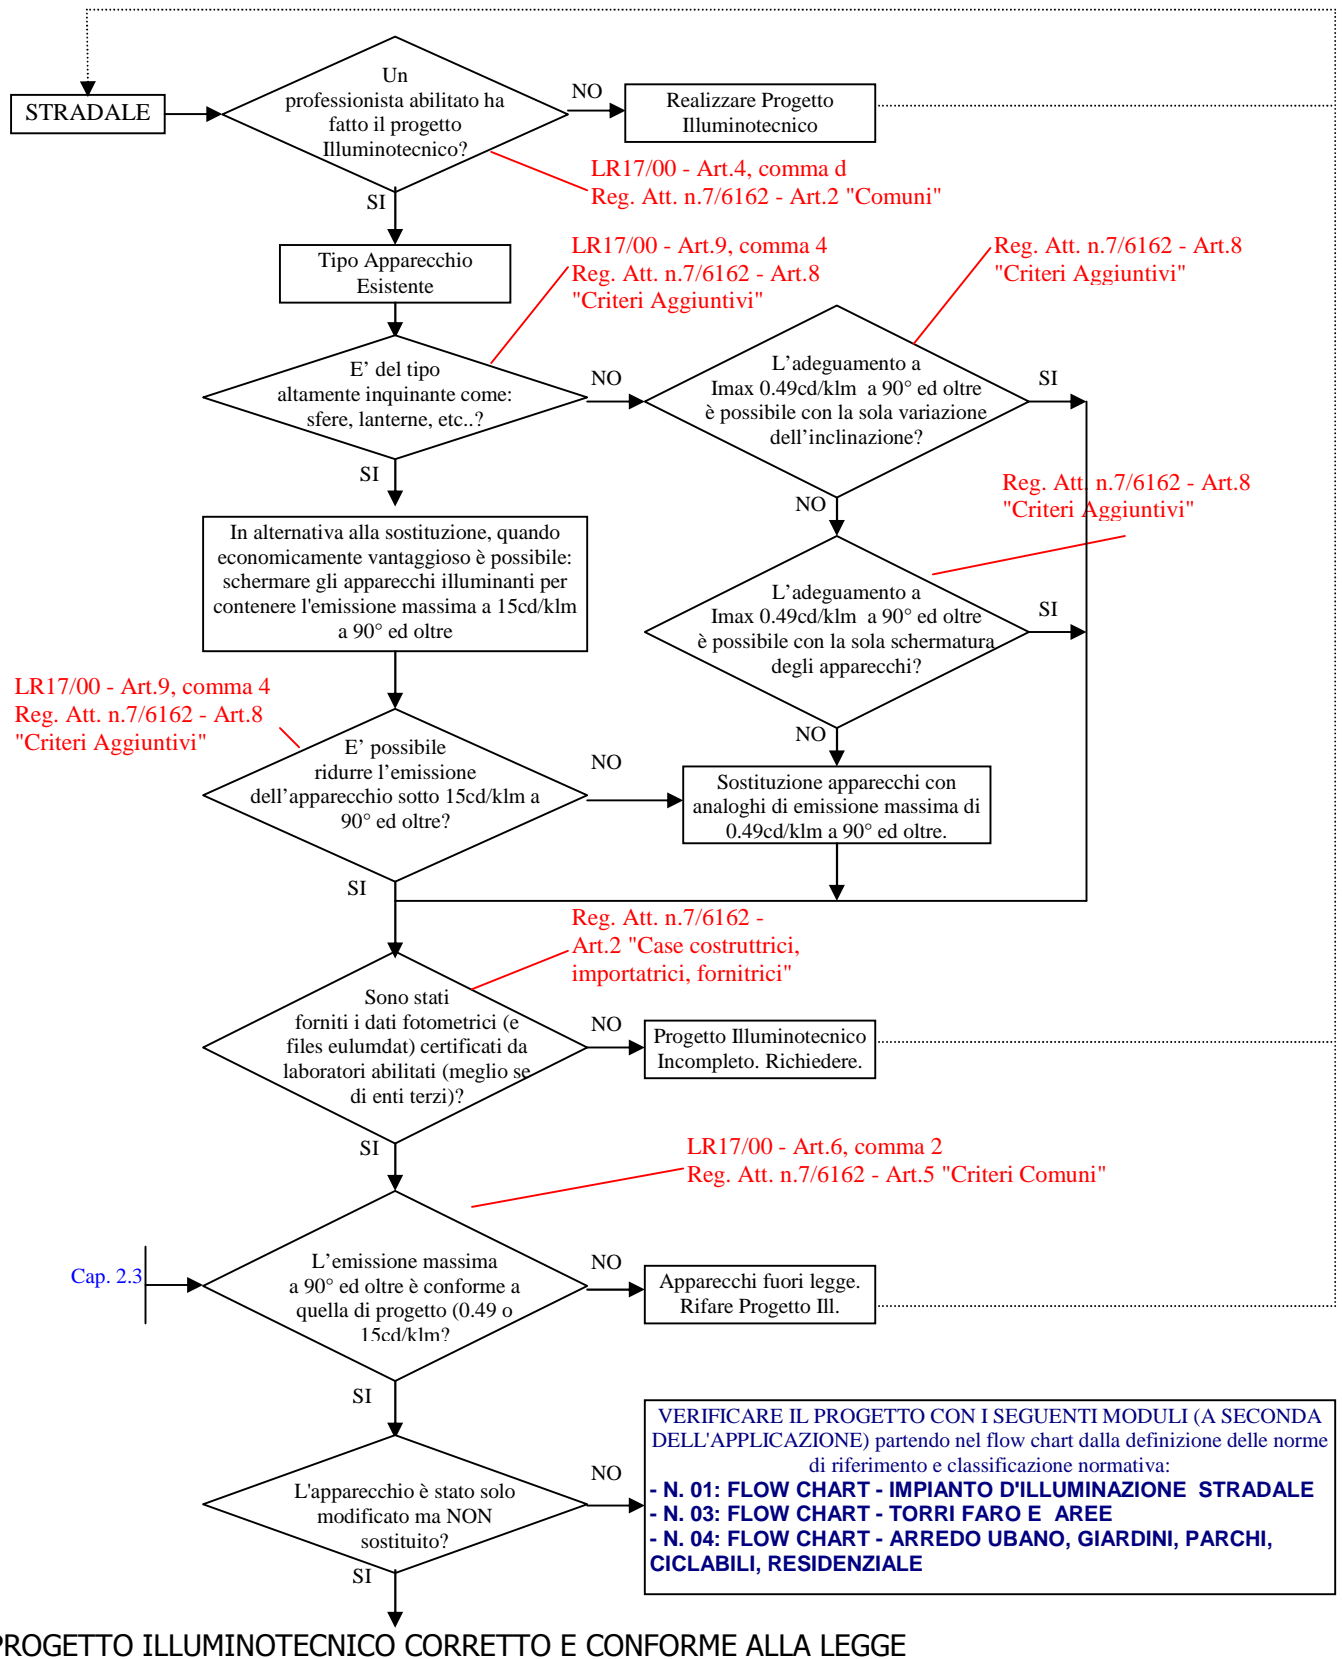 STRADALE
Un
professionista abilitato ha
fatto il progetto
Illuminotecnico?
NO
Realizzare Progetto
Illuminotecnico
LR17/00 - Art.4, comma d
Reg. Att. n.7/6162 - Art.2 "Comuni"
SI
Tipo Apparecchio
Esistente
LR17/00 - Art.9, comma 4
Reg. Att. n.7/6162 - Art.8
"Criteri Aggiuntivi"
Reg. Att. n.7/6162 - Art.8
"Criteri Aggiuntivi"
E' del tipo
altamente inquinante come:
sfere, lanterne, etc..?
NO
L'adeguamento a
Imax 0.49cd/klm a 90° ed oltre
è possibile con la sola variazione
dell'inclinazione?
SI
SI
NO
Reg. Att. n.7/6162 - Art.8
"Criteri Aggiuntivi"
In alternativa alla sostituzione, quando
economicamente vantaggioso è possibile:
schermare gli apparecchi illuminanti per
contenere l'emissione massima a 15cd/klm
a 90° ed oltre
L'adeguamento a
Imax 0.49cd/klm a 90° ed oltre
è possibile con la sola schermatura
degli apparecchi?
SI
NO
LR17/00 - Art.9, comma 4
Reg. Att. n.7/6162 - Art.8
"Criteri Aggiuntivi"
E' possibile
ridurre l'emissione
dell'apparecchio sotto 15cd/klm a
90° ed oltre?
NO
Sostituzione apparecchi con
analoghi di emissione massima di
0.49cd/klm a 90° ed oltre.
SI
Reg. Att. n.7/6162 -
Art.2 "Case costruttrici,
importatrici, fornitrici"
Sono stati
forniti i dati fotometrici (e
files eulumdat) certificati da
laboratori abilitati (meglio se
di enti terzi)?
NO
Progetto Illuminotecnico
Incompleto. Richiedere.
SI
LR17/00 - Art.6, comma 2
Reg. Att. n.7/6162 - Art.5 "Criteri Comuni"
Cap. 2.3
L'emissione massima
a 90° ed oltre è conforme a
quella di progetto (0.49 o
15cd/klm?
NO
Apparecchi fuori legge.
Rifare Progetto Ill.
SI
L'apparecchio è stato solo
modificato ma NON
sostituito?
NO
VERIFICARE IL PROGETTO CON I SEGUENTI MODULI (A SECONDA
DELL'APPLICAZIONE) partendo nel flow chart dalla definizione delle norme
di riferimento e classificazione normativa:
- N. 01: FLOW CHART - IMPIANTO D'ILLUMINAZIONE STRADALE
- N. 03: FLOW CHART - TORRI FARO E AREE
- N. 04: FLOW CHART - ARREDO UBANO, GIARDINI, PARCHI,
CICLABILI, RESIDENZIALE
SI
PROGETTO ILLUMINOTECNICO CORRETTO E CONFORME ALLA LEGGE